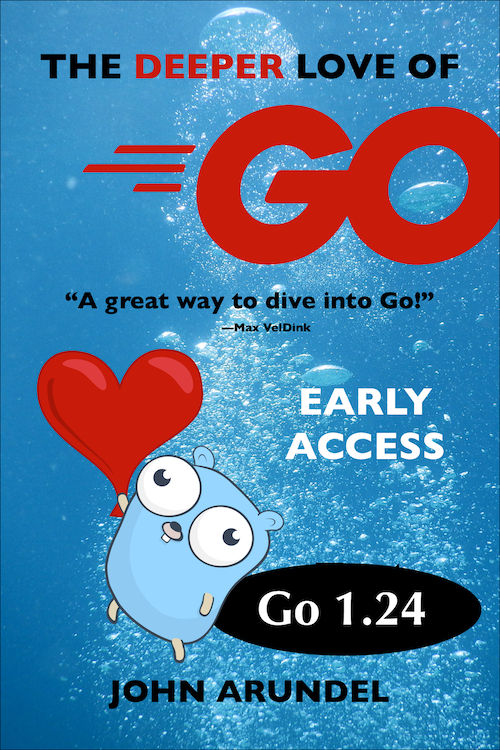 THE DEEPER LOVE OF
GO
“A great way to dive into Go!”
—Max VelDink
EARLY
ACCESS
Go 1.24
JOHN ARUNDEL